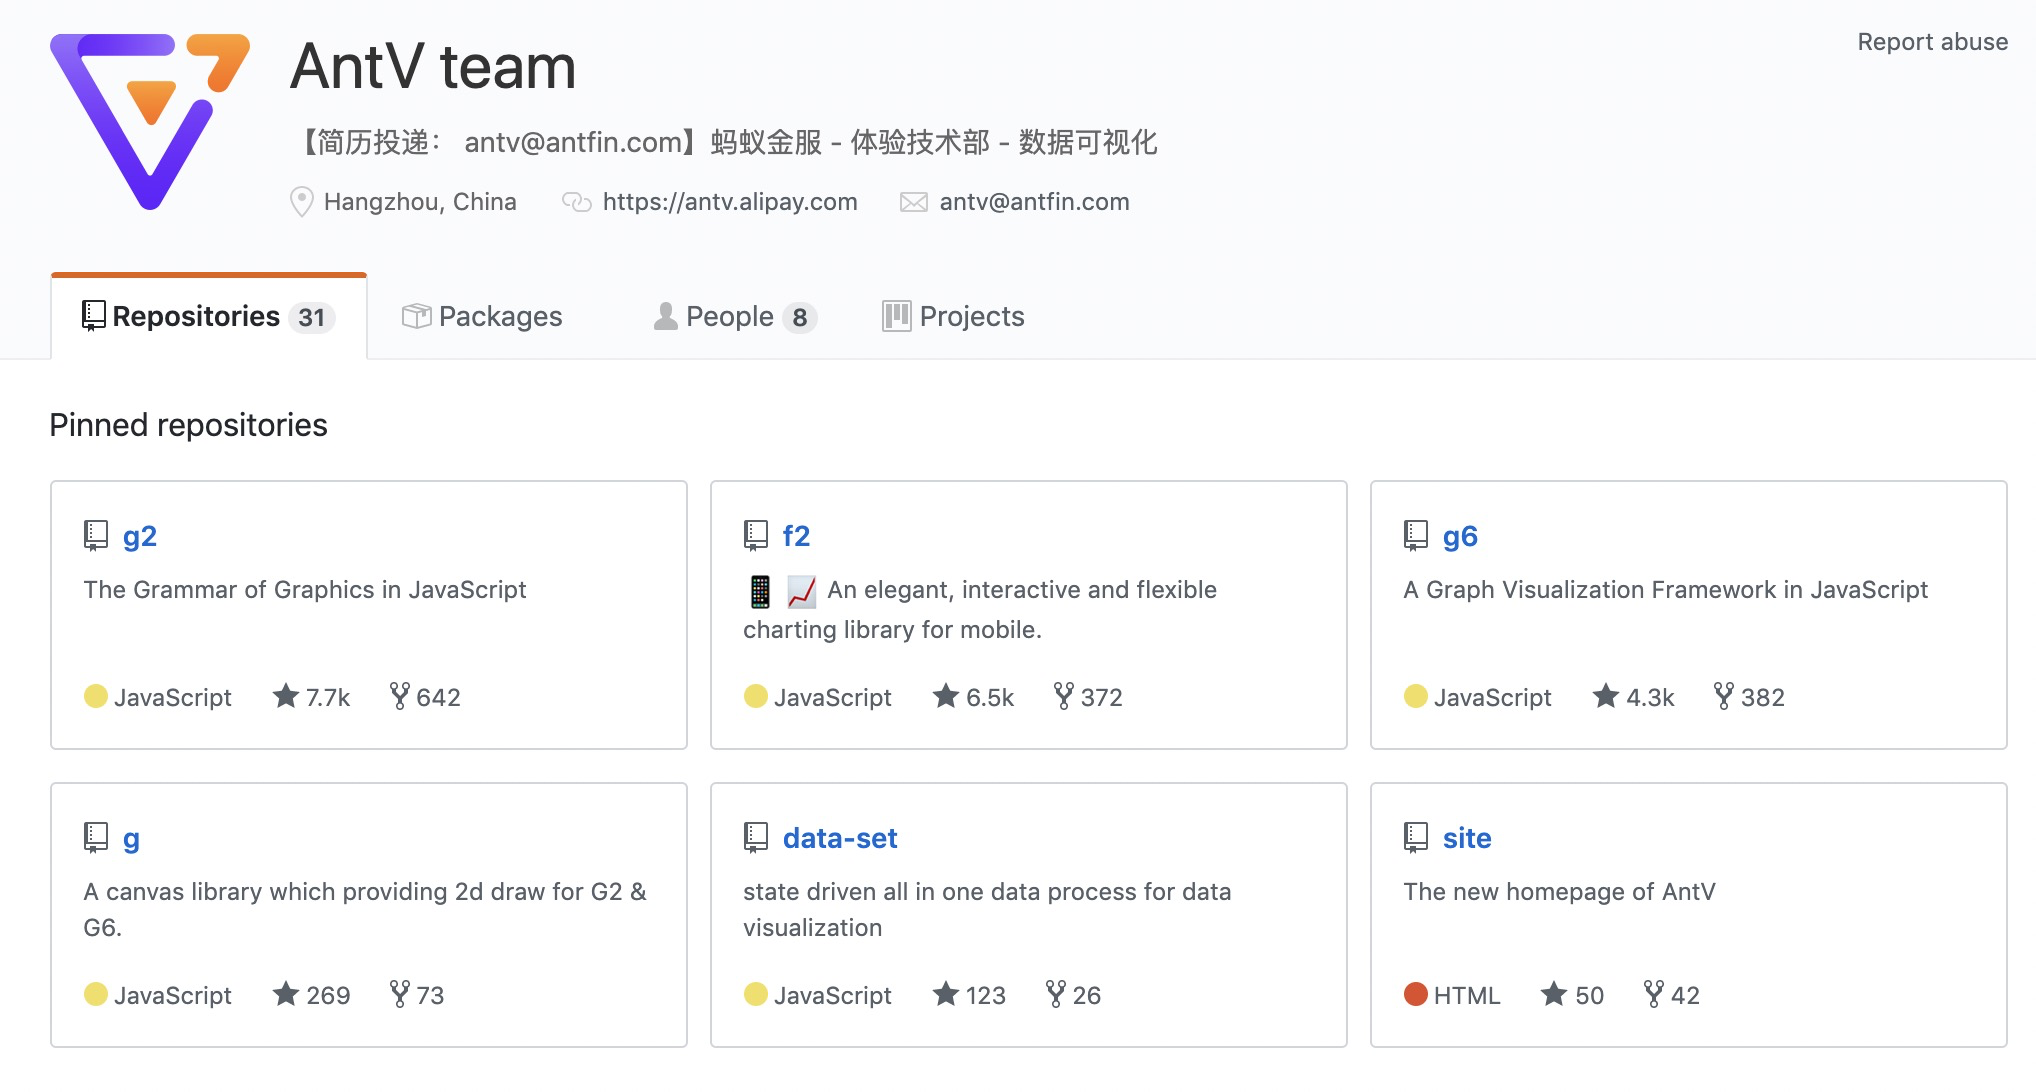 AntV team
Report abuse
【简历投递： antv@antfin.com】蚂蚁金服 - 体验技术部 - 数据可视化
Hangzhou, China https://antv.alipay.com antv@antfin.com
Repositories 31 Packages People 8 Projects
Pinned repositories
g2
The Grammar of Graphics in JavaScript
JavaScript 7.7k 642
f2
📱 📈 An elegant, interactive and flexible
charting library for mobile.
JavaScript 6.5k 372
g6
A Graph Visualization Framework in JavaScript
JavaScript 4.3k 382
g
A canvas library which providing 2d draw for G2 &
G6.
JavaScript 269 73
data-set
state driven all in one data process for data
visualization
JavaScript 123 26
site
The new homepage of AntV
HTML 50 42